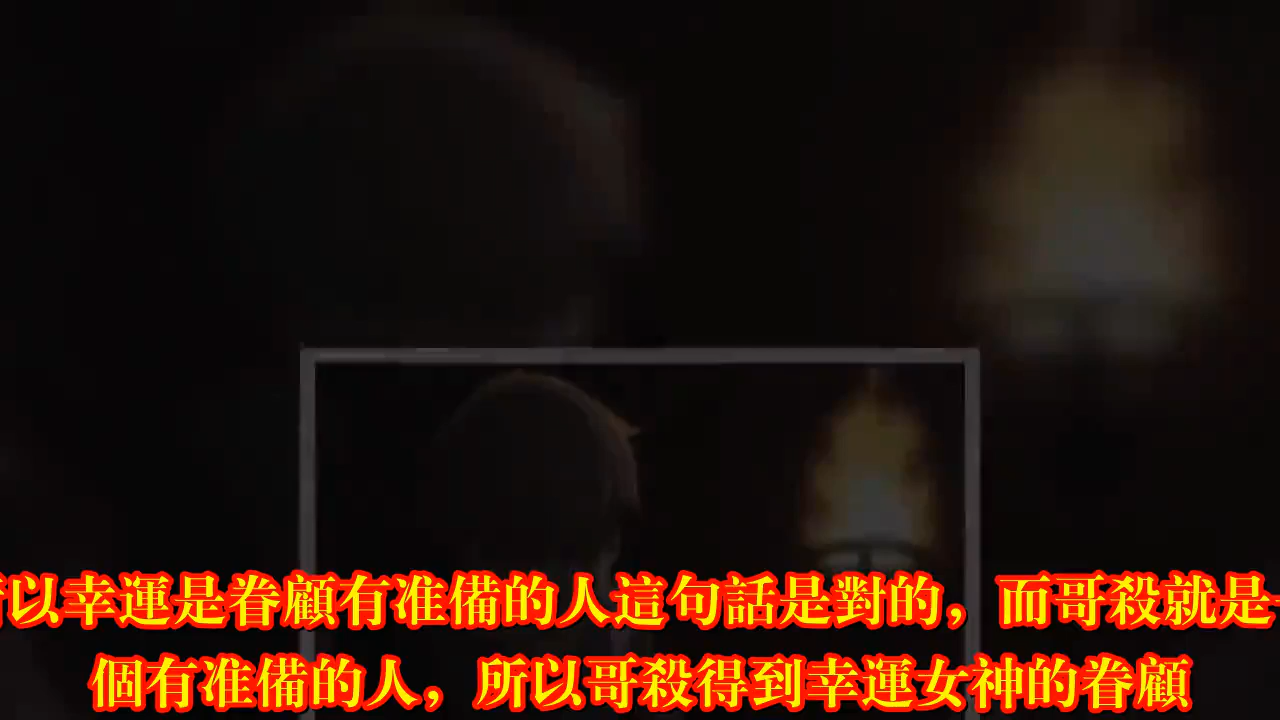 所以幸運是眷顧有准備的人這句話是對的，而哥殺就是一
個有准備的人，所以哥殺得到幸運女神的眷顧